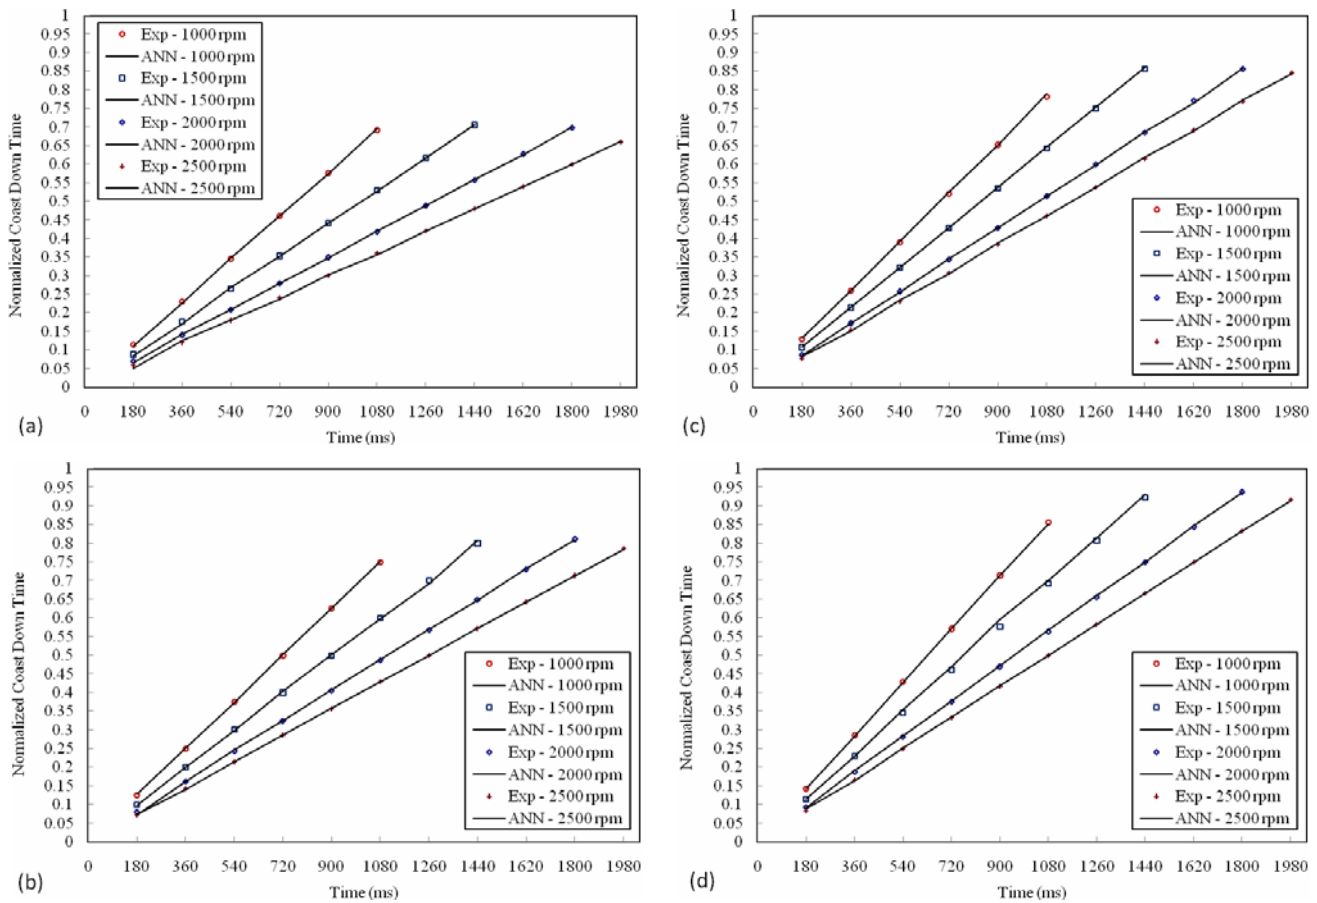 1
0.95
0.9
0.85
0.8
0.75
0.7
0.65
0.6
0.55
0.5
0.45
0.4
0.35
0.3
0.25
0.2
0.15
0.1
0.05
0
Normalized Coast Down Time
Exp - 1000 rpm
ANN - 1000 rpm
Exp - 1500 rpm
ANN - 1500 rpm
Exp - 2000 rpm
ANN - 2000 rpm
Exp - 2500 rpm
ANN - 2500 rpm
0 180 360 540 720 900 1080 1260 1440 1620 1800 1980
Time (ms)
(a)
1
0.95
0.9
0.85
0.8
0.75
0.7
0.65
0.6
0.55
0.5
0.45
0.4
0.35
0.3
0.25
0.2
0.15
0.1
0.05
0
Normalized Coast Down Time
Exp - 1000 rpm
ANN - 1000 rpm
Exp - 1500 rpm
ANN - 1500 rpm
Exp - 2000 rpm
ANN - 2000 rpm
Exp - 2500 rpm
ANN - 2500 rpm
0 180 360 540 720 900 1080 1260 1440 1620 1800 1980
Time (ms)
(c)
1
0.95
0.9
0.85
0.8
0.75
0.7
0.65
0.6
0.55
0.5
0.45
0.4
0.35
0.3
0.25
0.2
0.15
0.1
0.05
0
Normalized Coast Down Time
Exp - 1000 rpm
ANN - 1000 rpm
Exp - 1500 rpm
ANN - 1500 rpm
Exp - 2000 rpm
ANN - 2000 rpm
Exp - 2500 rpm
ANN - 2500 rpm
0 180 360 540 720 900 1080 1260 1440 1620 1800 1980
Time (ms)
(b)
1
0.95
0.9
0.85
0.8
0.75
0.7
0.65
0.6
0.55
0.5
0.45
0.4
0.35
0.3
0.25
0.2
0.15
0.1
0.05
0
Normalized Coast Down Time
Exp - 1000 rpm
ANN - 1000 rpm
Exp - 1500 rpm
ANN - 1500 rpm
Exp - 2000 rpm
ANN - 2000 rpm
Exp - 2500 rpm
ANN - 2500 rpm
0 180 360 540 720 900 1080 1260 1440 1620 1800 1980
Time (ms)
(d)